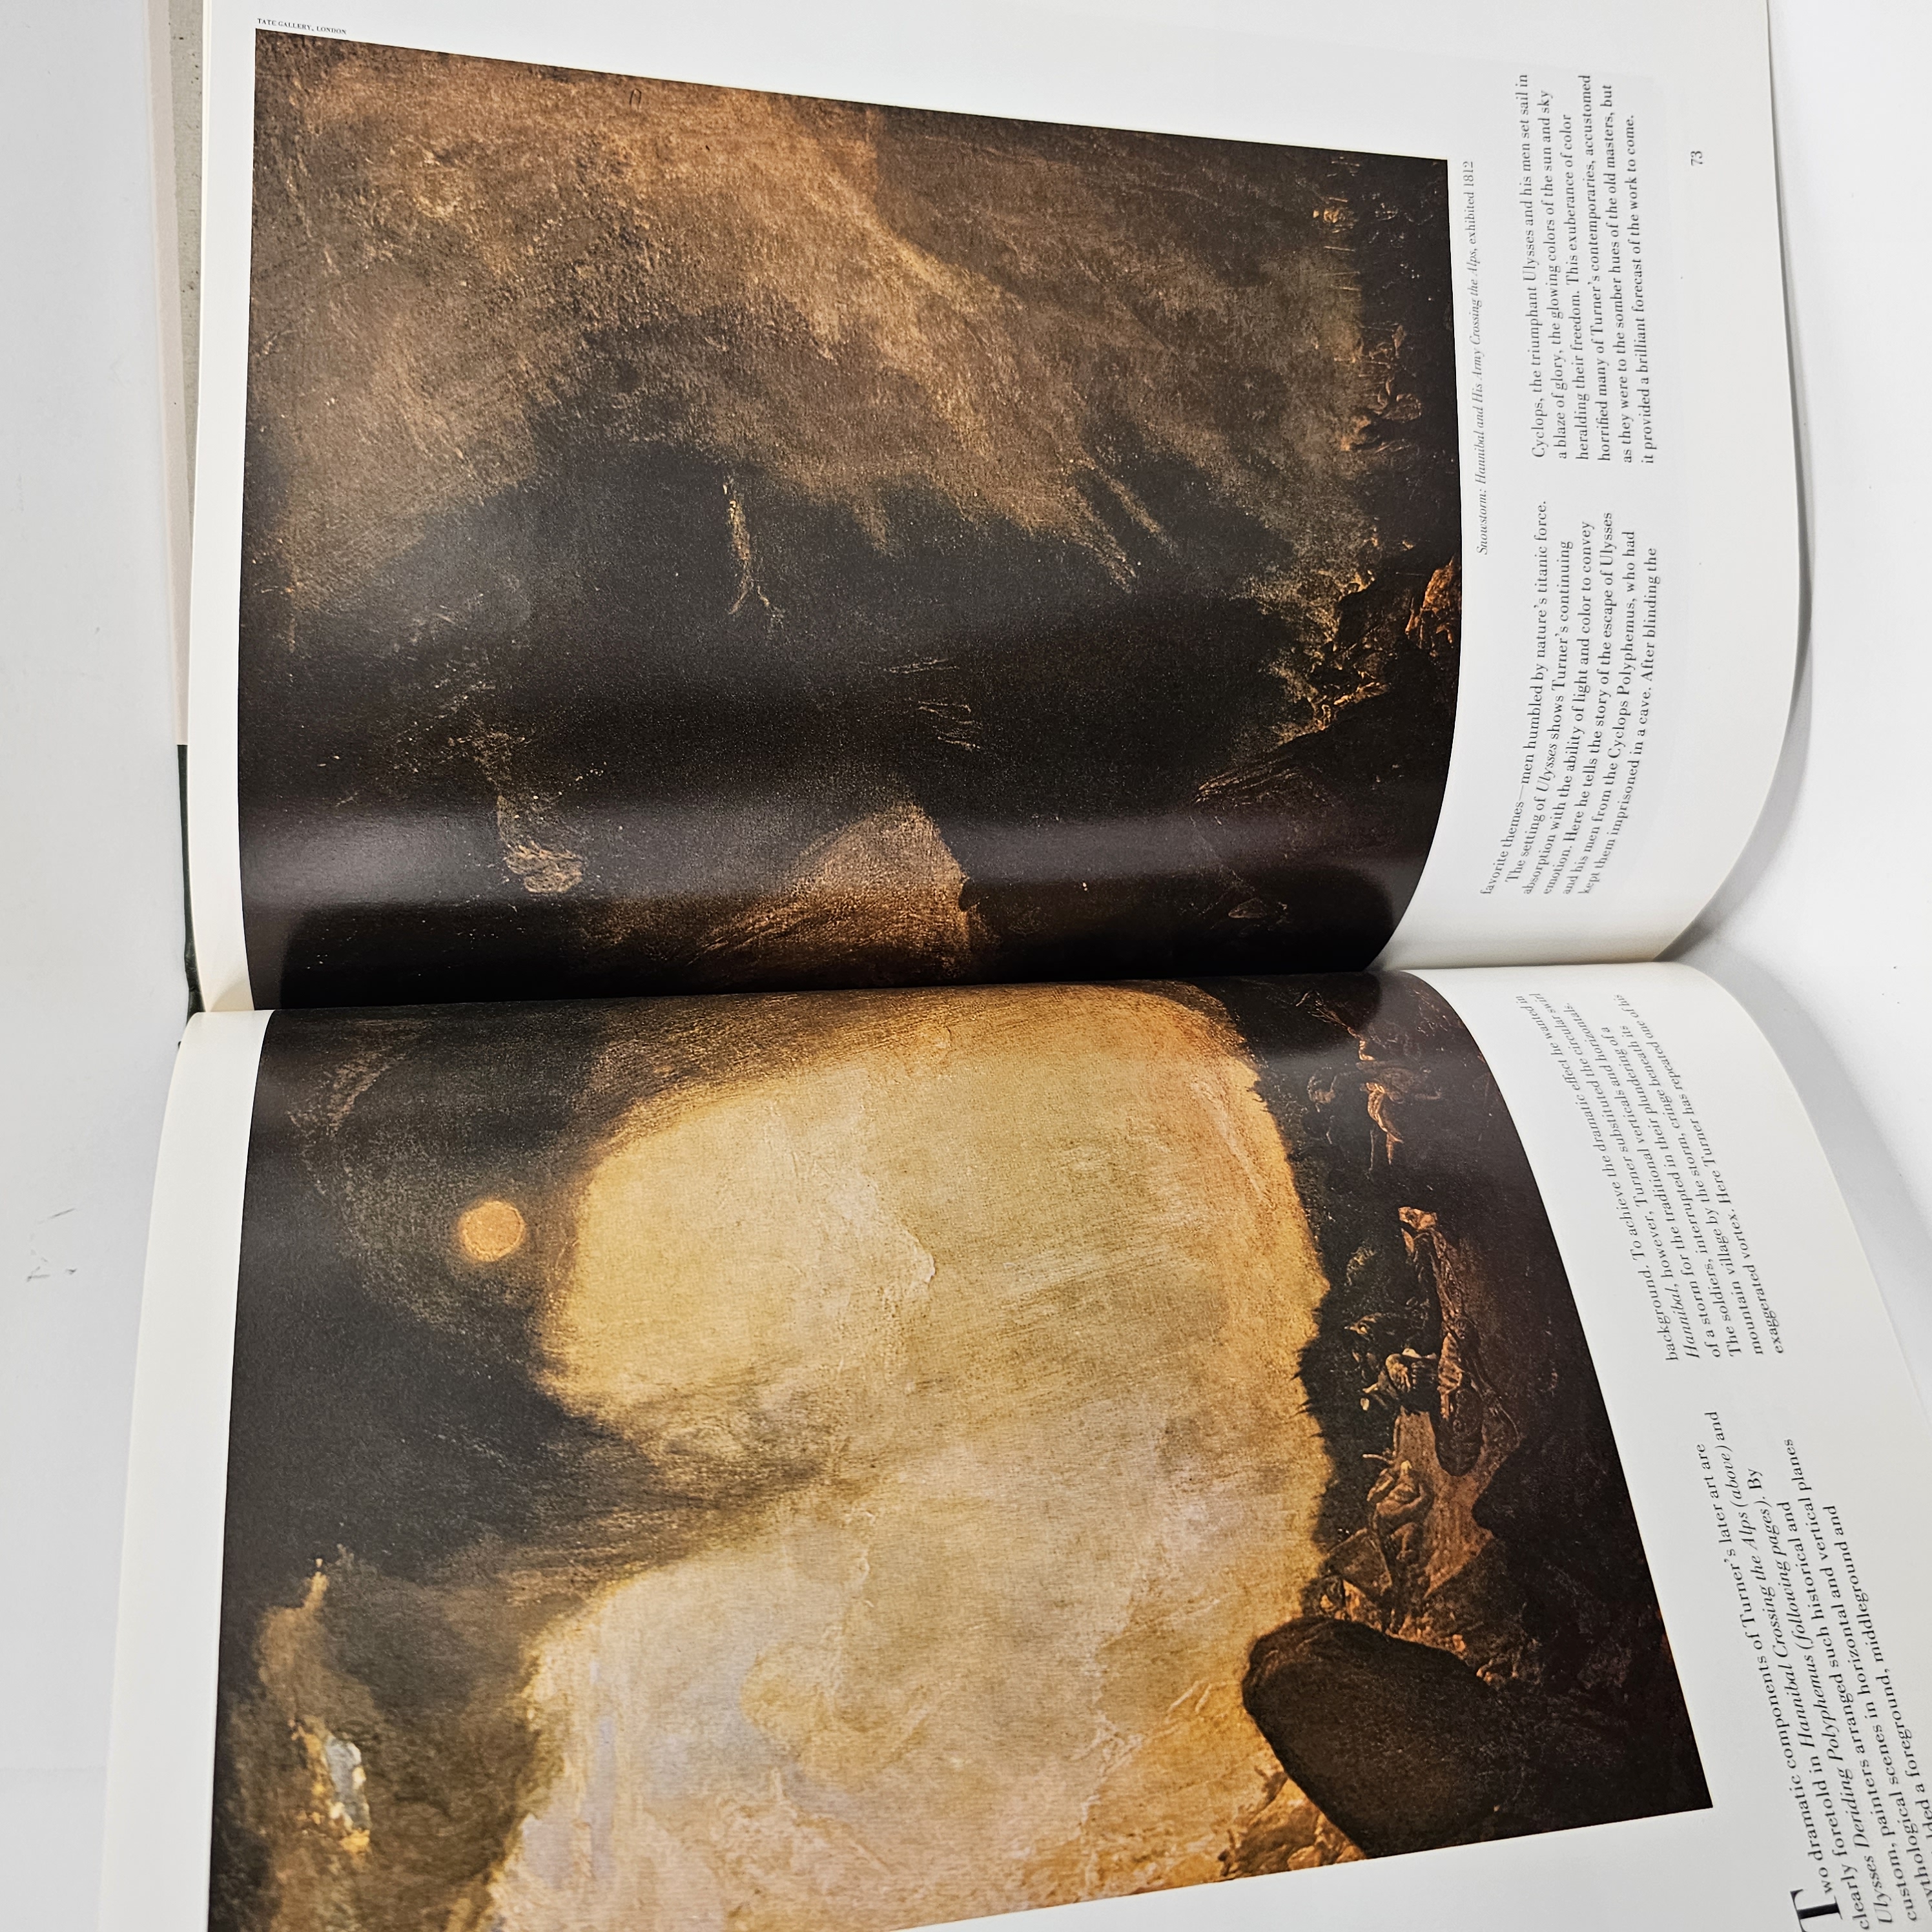 TATE GALLERY, LONDON
Snowstorm: Hannibal and His Army Crossing the Alps, exhibited 1812
Two dramatic components of Turner's later art are
clearly foretold in Hannibal Crossing the Alps (above) and
Ulysses Deriding Polyphemus (following pages). By
custom, painters arranged such historical and
mythological scenes in horizontal and vertical planes
a foreground, middleground and
background. To achieve the dramatic effect he wanted in
Hannibal, however, Turner substituted the circular swirl
of a storm for the traditional verticals and horizontals.
The soldiers, interrupted in their plundering of a
mountain village by the storm, cringe beneath its
exaggerated vortex. Here Turner has repeated one of his
favorite themes—men humbled by nature's titanic force.
The setting of Ulysses shows Turner's continuing
absorption with the ability of light and color to convey
emotion. Here he tells the story of the escape of Ulysses
and his men from the Cyclops Polyphemus, who had
kept them imprisoned in a cave. After blinding the
Cyclops, the triumphant Ulysses and his men set sail in
a blaze of glory, the glowing colors of the sun and sky
heralding their freedom. This exuberance of color
horrified many of Turner's contemporaries, accustomed
as they were to the somber hues of the old masters, but
it provided a brilliant forecast of the work to come.
73